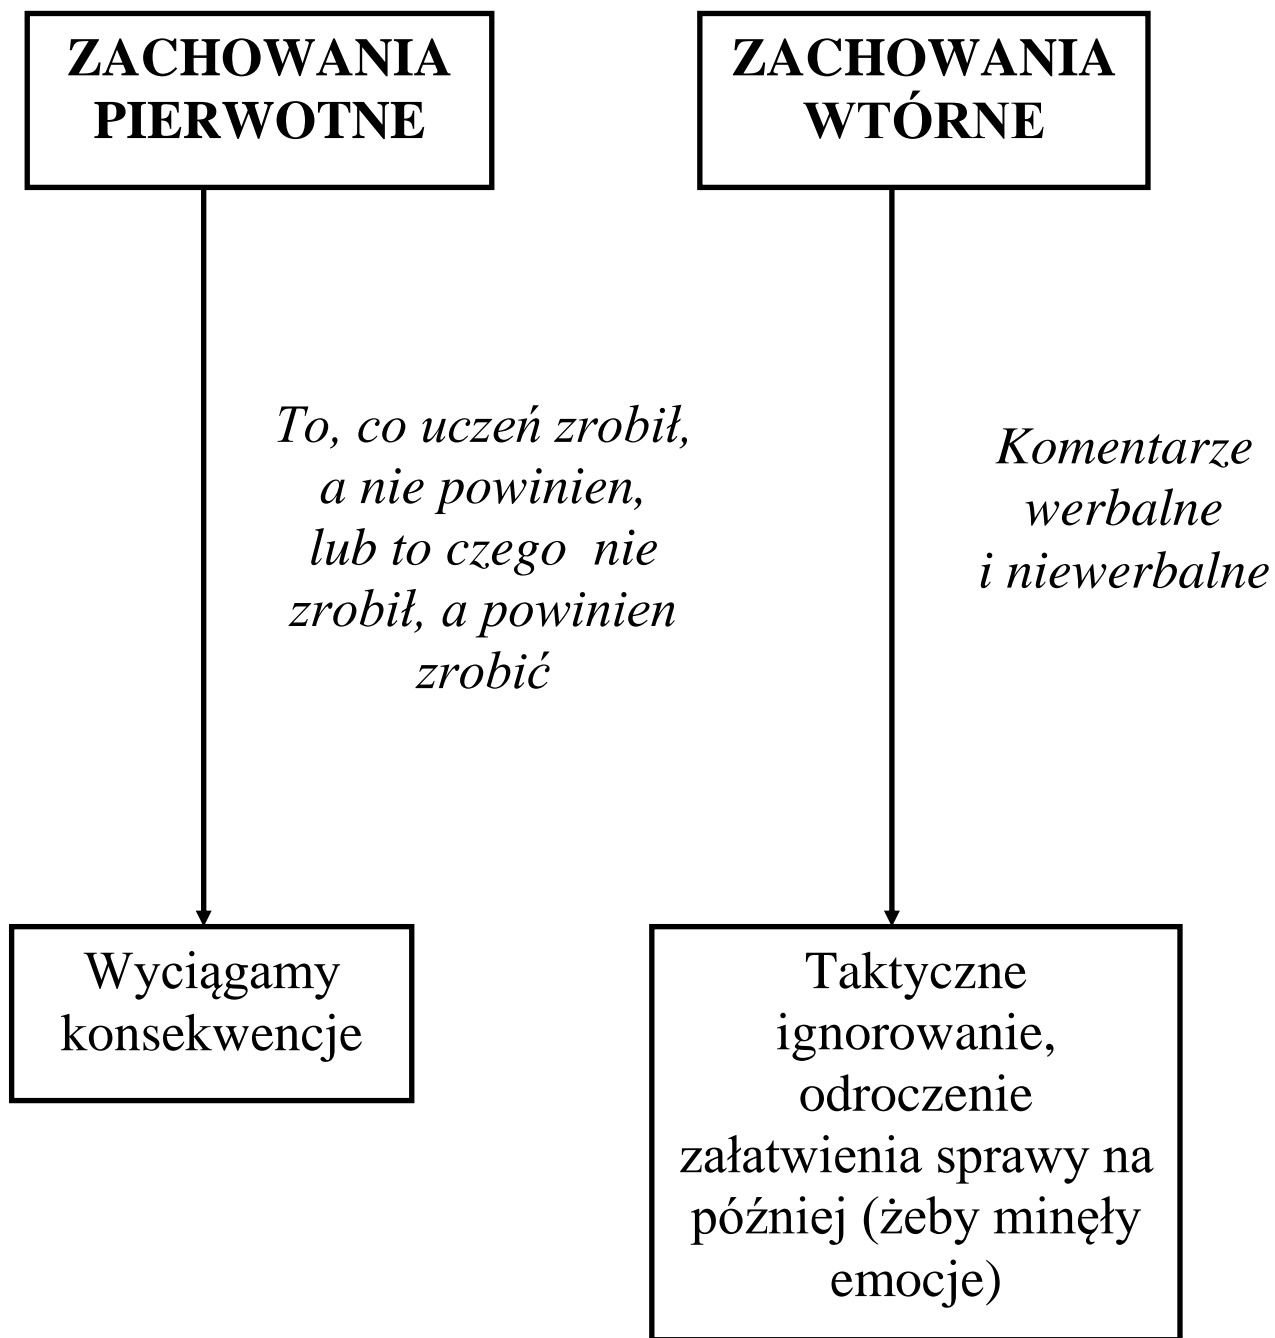 ZACHOWANIA
PIERWOTNE
ZACHOWANIA
WTÓRNE
To, co uczeń zrobił,
a nie powinien,
lub to czego  nie
zrobił, a powinien
zrobić
Komentarze
werbalne
i niewerbalne
Wyciągamy
konsekwencje
Taktyczne
ignorowanie,
odroczenie
załatwienia sprawy na
później (żeby minęły
emocje)